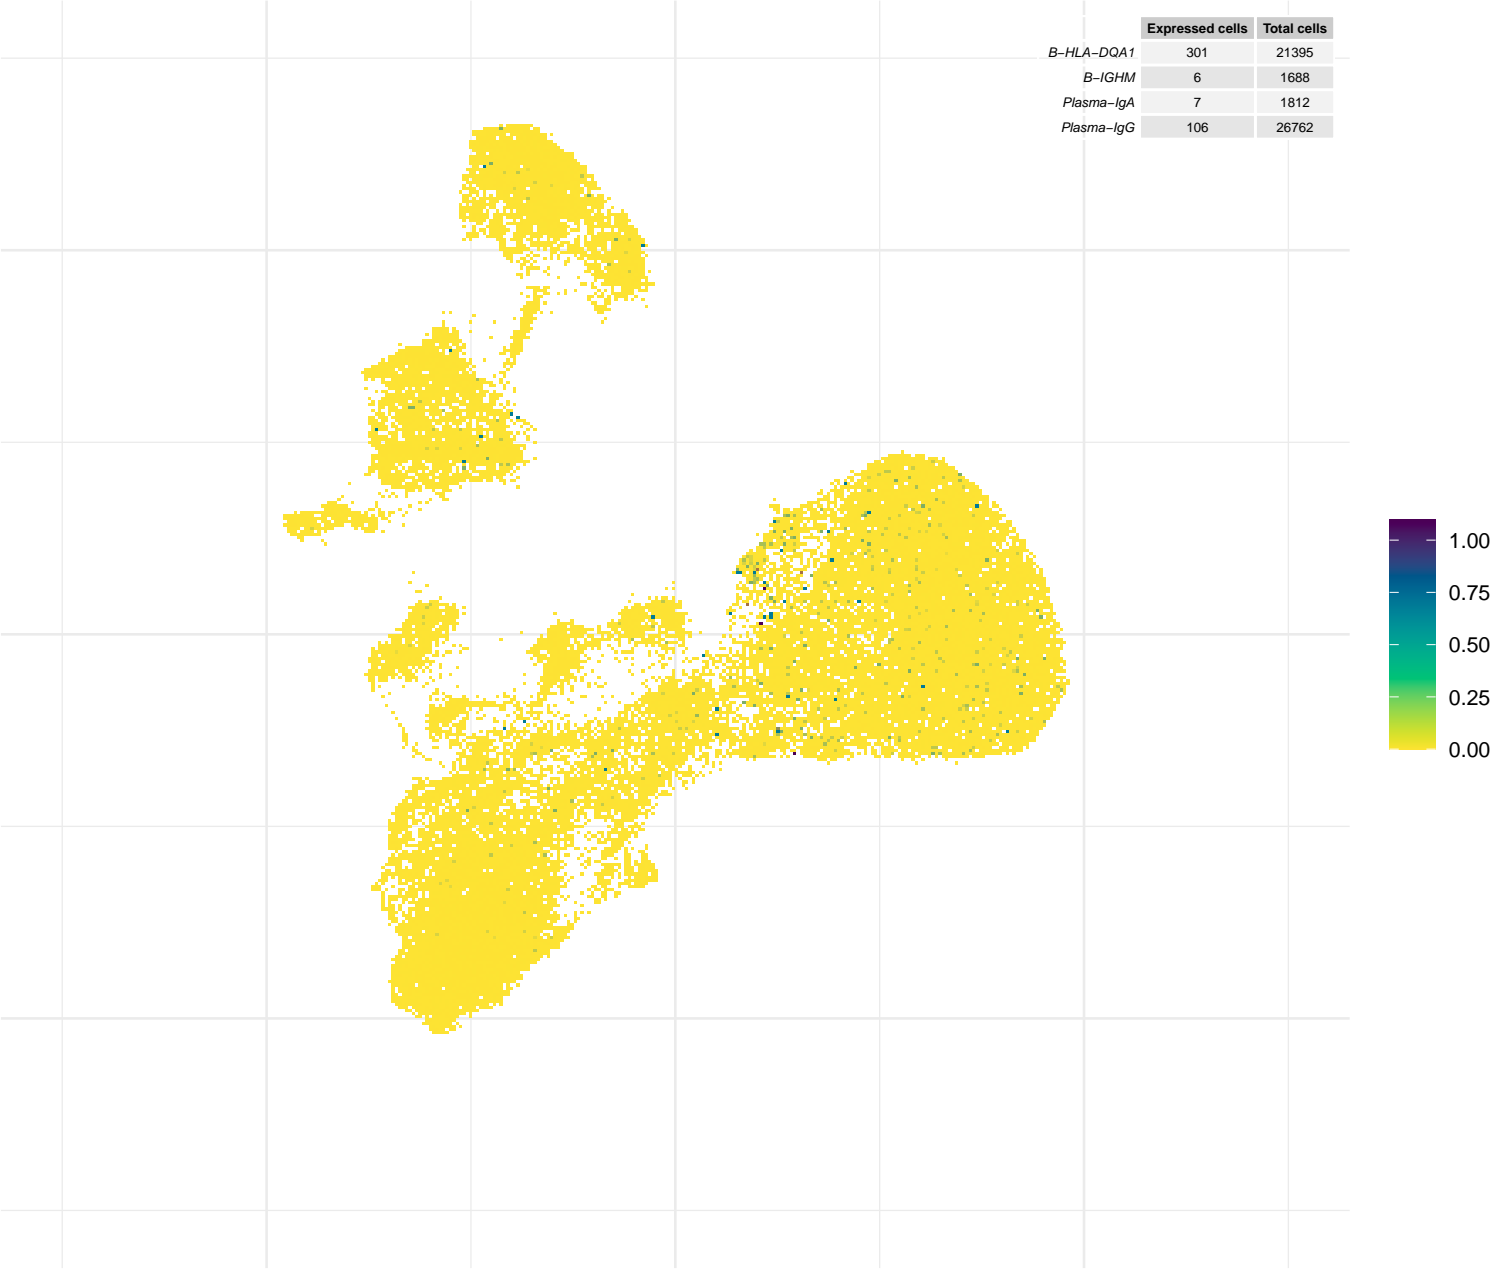 Expressed cells Total cells
B−HLA−DQA1 301 21395
B−IGHM 6 1688
Plasma−IgA 7 1812
Plasma−IgG 106 26762
1.00
0.75
0.50
0.25
0.00